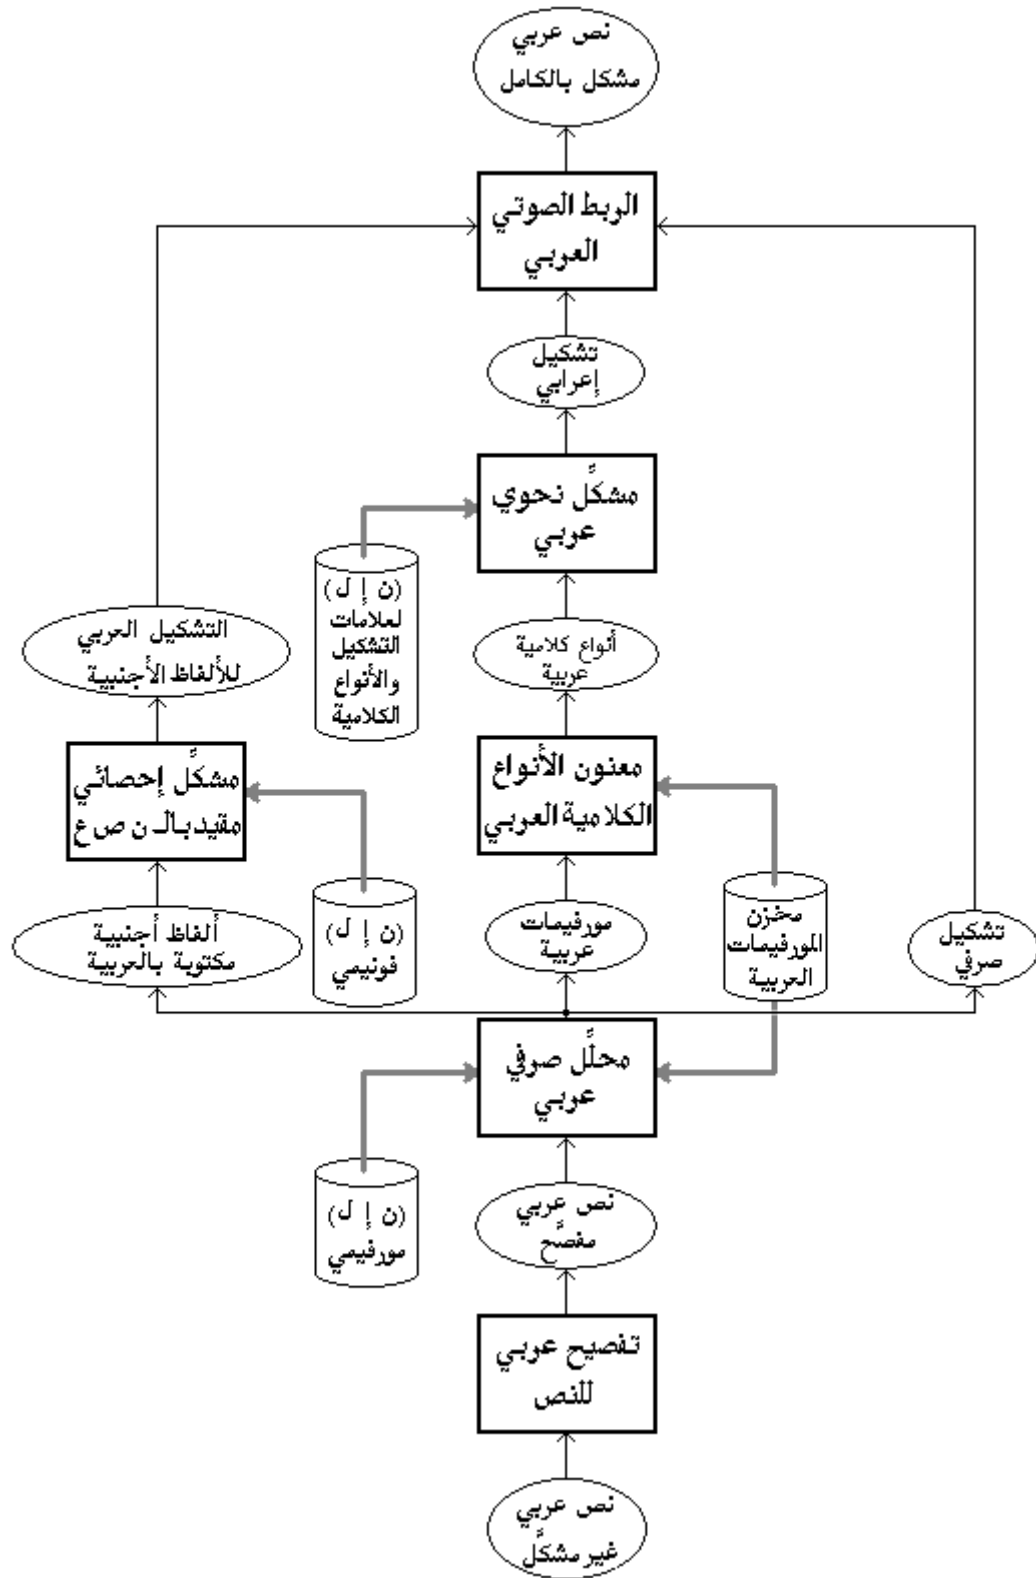 نص عربي
مشكل بالكامل
الربط الصوتي
العربي
تشكيل
إعرابي
مشكِّل نحوي
عربي
(ن إ ل)
لعلامات
التشكيل
والأنواع
الكلامية
التشكيل العربي
للألفاظ الأجنبية
أنواع كلامية
عربية
مشكِّل إحصائي
مقيد بالـ ن ص ع
معنون الأنواع
الكلامية العربي
ألفاظ أجنبية
مكتوبة بالعربية
(ن إ ل)
فونيمي
مورفيمات
عربية
مخزن
المورفيمات
العربية
تشكيل
صرفي
محلِّل صرفي
عربي
(ن إ ل)
مورفيمي
نص عربي
مفصَّح
تفصيح عربي
للنص
نص عربي
غير مشكَّل